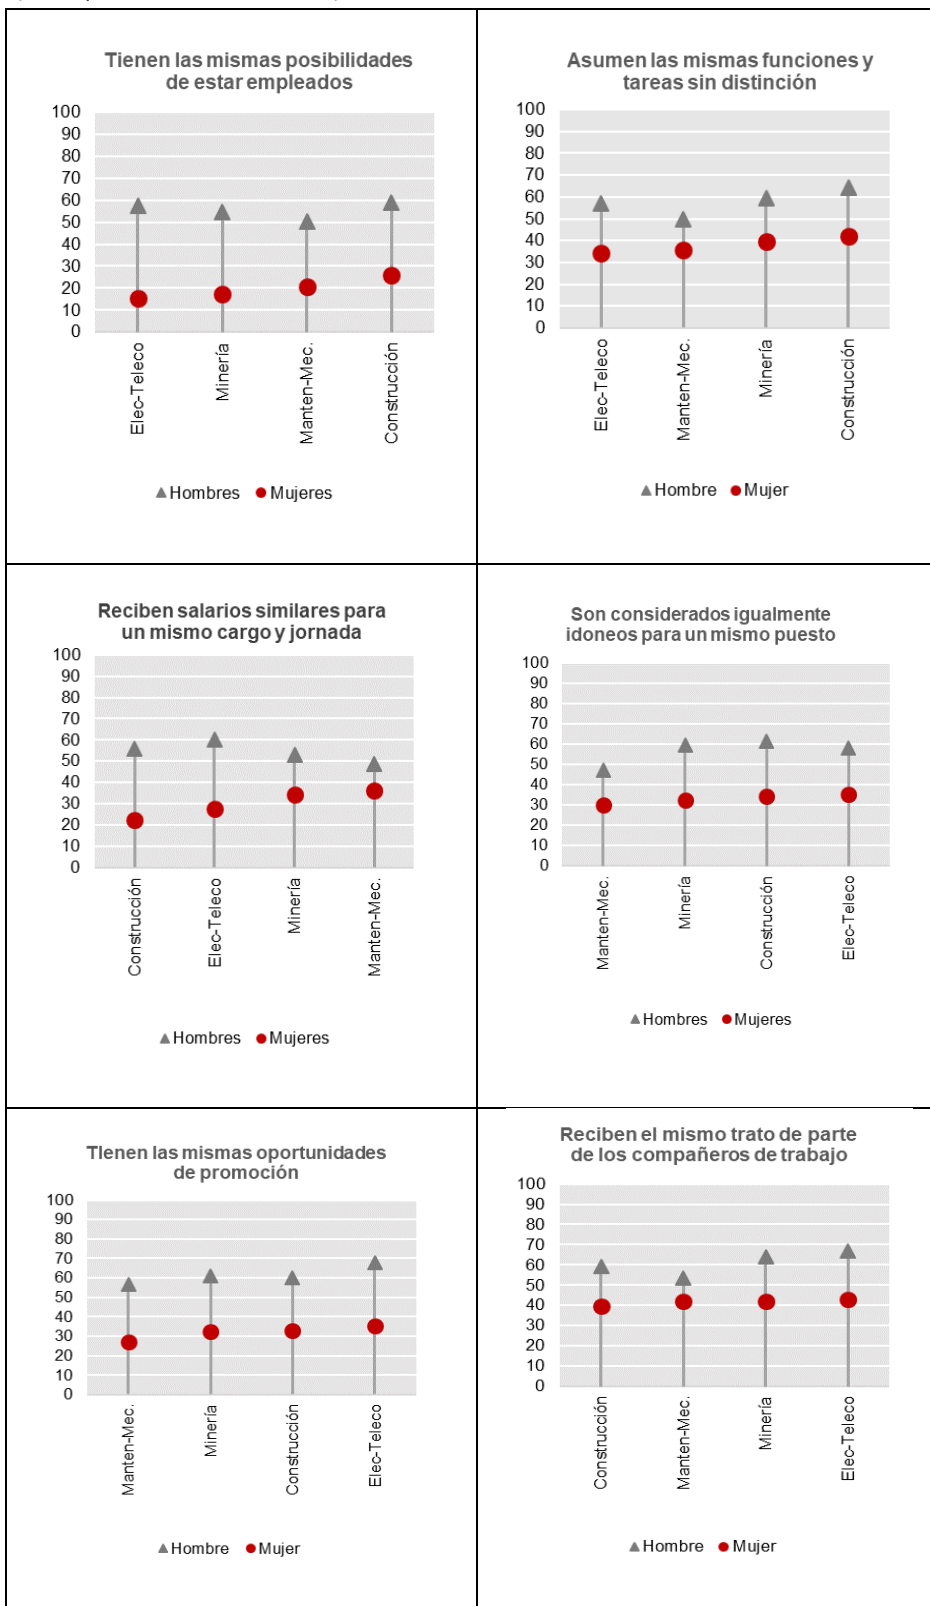 Tienen las mismas posibilidades
de estar empleados
100
90
80
70
60
50
40
30
20
10
0
Elec-Teleco
Minería
Manten-Mec.
Construcción
Hombres Mujeres
Asumen las mismas funciones y
tareas sin distinción
100
90
80
70
60
50
40
30
20
10
0
Elec-Teleco
Manten-Mec.
Minería
Construcción
Hombre Mujer
Reciben salarios similares para
un mismo cargo y jornada
100
90
80
70
60
50
40
30
20
10
0
Construcción
Elec-Teleco
Minería
Manten-Mec.
Hombres Mujeres
Son considerados igualmente
idoneos para un mismo puesto
100
90
80
70
60
50
40
30
20
10
0
Manten-Mec.
Minería
Construcción
Elec-Teleco
Hombres Mujeres
TIenen las mismas oportunidades
de promoción
100
90
80
70
60
50
40
30
20
10
0
Manten-Mec.
Minería
Construcción
Elec-Teleco
Hombre Mujer
Reciben el mismo trato de parte
de los compañeros de trabajo
100
90
80
70
60
50
40
30
20
10
0
Construcción
Manten-Mec.
Minería
Elec-Teleco
Hombre Mujer